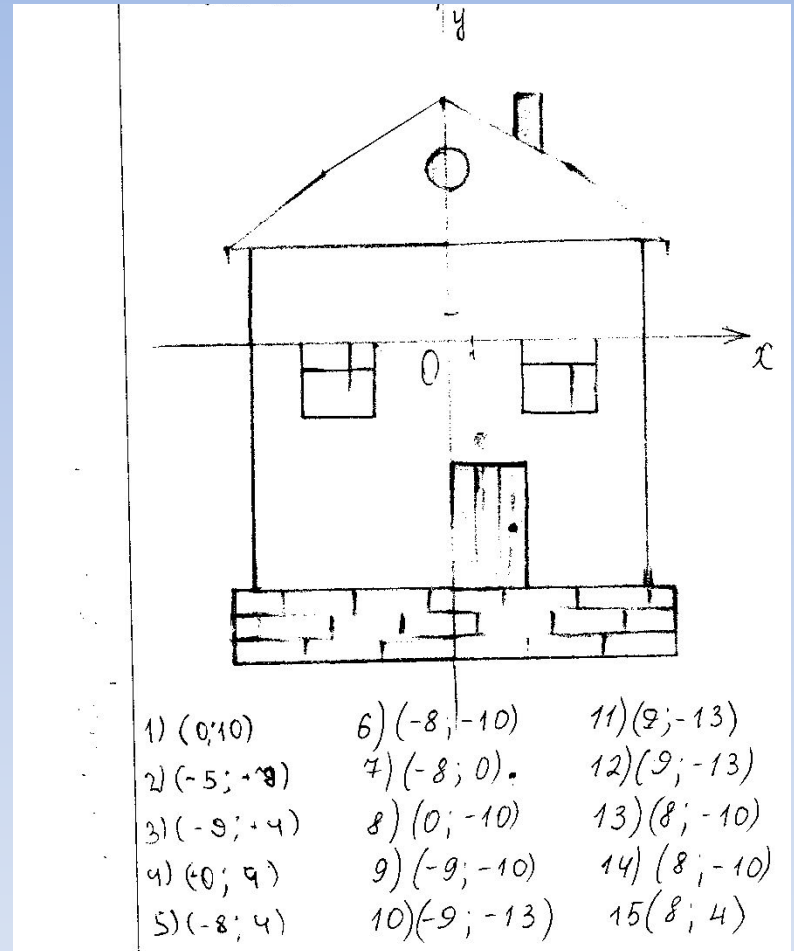 y
0
x
1) (0;10)
2) (-5;
3) (-9; +4)
4) (+0; 4)
5) (-8; 4)
6) (-8; -10)
7) (-8; 0).
8) (0; -10)
9) (-9; -10)
10) (-9; -13)
11) (9; -13)
12) (9; -13)
13) (8; -10)
14) (8; -10)
15(8; 4)